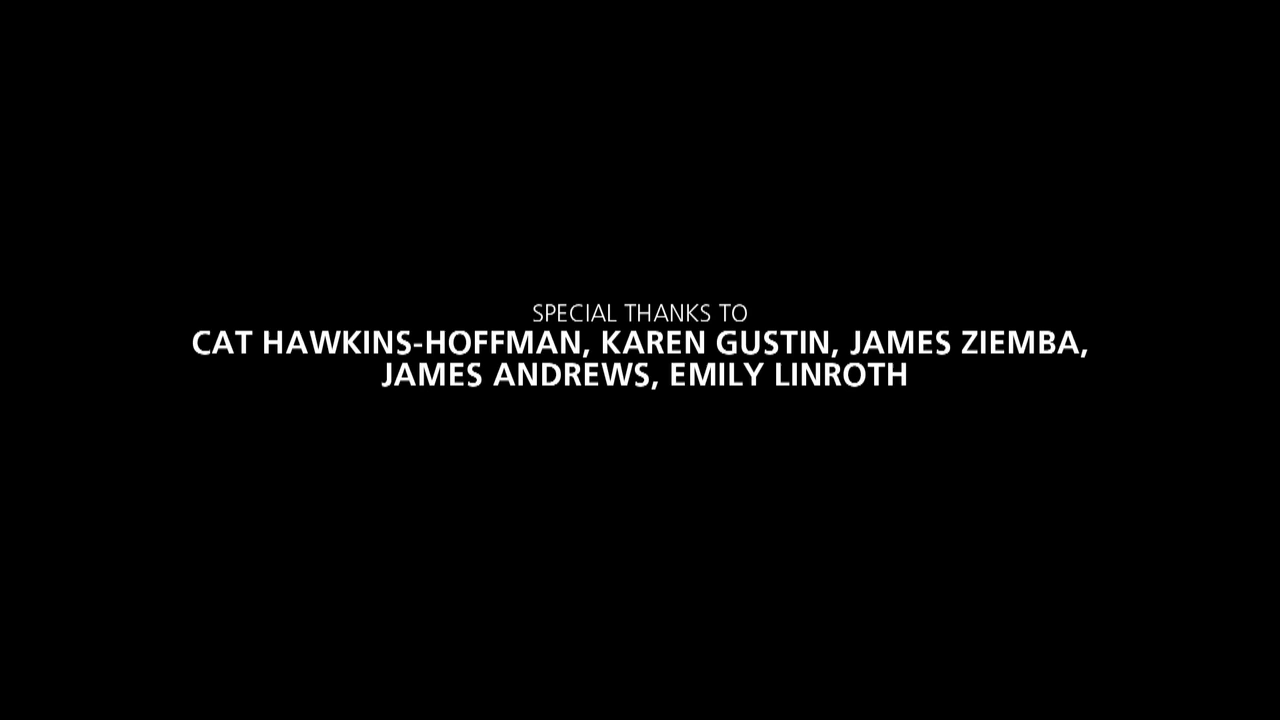 SPECIAL THANKS TO
CAT HAWKINS-HOFFMAN, KAREN GUSTIN, JAMES ZIEMBA,
JAMES ANDREWS, EMILY LINROTH